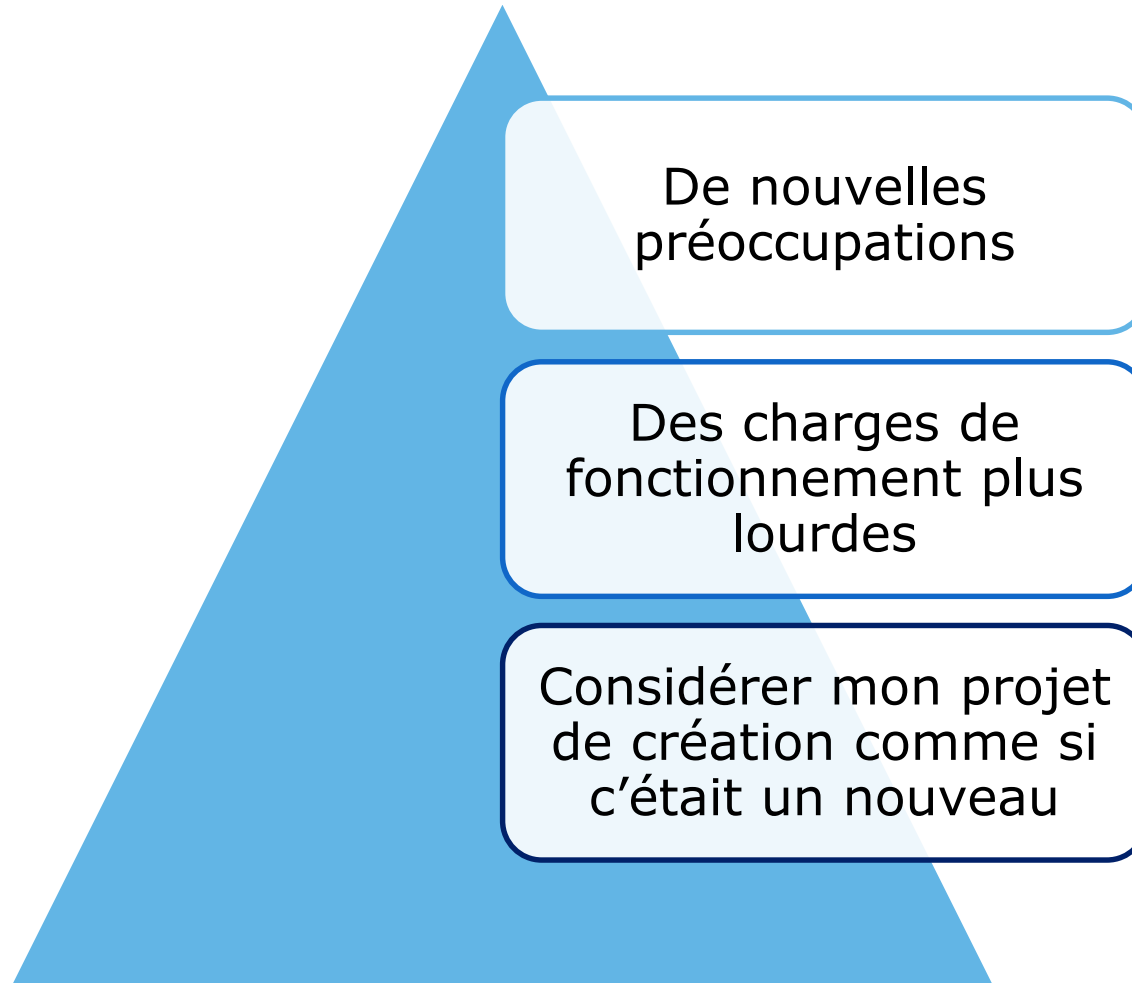 De nouvelles
préoccupations
Des charges de
fonctionnement plus
lourdes
Considérer mon projet
de création comme si
c’était un nouveau